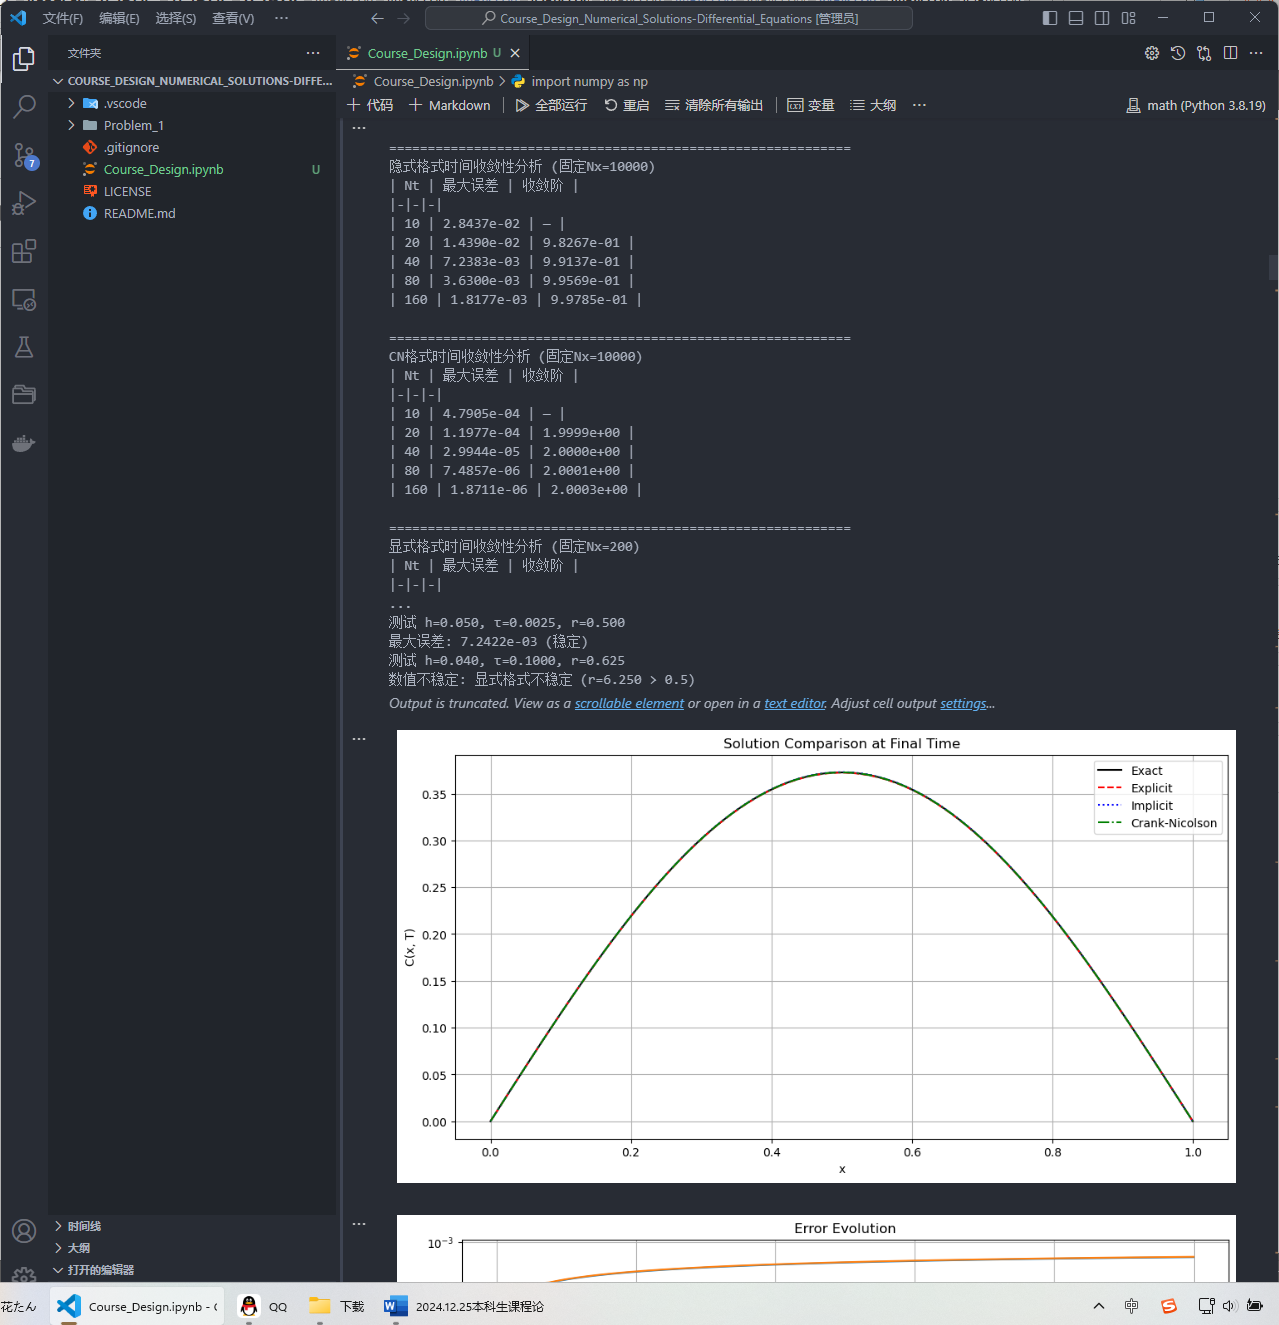 文件(F) 编辑(E) 选择(S) 查看(V) ··· Course_Design_Numerical_Solutions-Differential_Equations [管理员]
文件夹
Course_Design.ipynb U
COURSE_DESIGN_NUMERICAL_SOLUTIONS-DIFFE...
.vscode
Problem_1
.gitignore
Course_Design.ipynb U
LICENSE
README.md
7
Course_Design.ipynb > import numpy as np
代码 Markdown 全部运行 重启 清除所有输出 变量 大纲 ··· math (Python 3.8.19)
============================================================
隐式格式时间收敛性分析 (固定Nx=10000)
| Nt | 最大误差 | 收敛阶 |
|-|-|-|
| 10 | 2.8437e-02 | — |
| 20 | 1.4390e-02 | 9.8267e-01 |
| 40 | 7.2383e-03 | 9.9137e-01 |
| 80 | 3.6300e-03 | 9.9569e-01 |
| 160 | 1.8177e-03 | 9.9785e-01 |
============================================================
CN格式时间收敛性分析 (固定Nx=10000)
| Nt | 最大误差 | 收敛阶 |
|-|-|-|
| 10 | 4.7905e-04 | — |
| 20 | 1.1977e-04 | 1.9999e+00 |
| 40 | 2.9944e-05 | 2.0000e+00 |
| 80 | 7.4857e-06 | 2.0001e+00 |
| 160 | 1.8711e-06 | 2.0003e+00 |
============================================================
显式格式时间收敛性分析 (固定Nx=200)
| Nt | 最大误差 | 收敛阶 |
|-|-|-|
...
测试 h=0.050, τ=0.0025, r=0.500
最大误差: 7.2422e-03 (稳定)
测试 h=0.040, τ=0.1000, r=0.625
数值不稳定: 显式格式不稳定 (r=6.250 > 0.5)
Output is truncated. View as a scrollable element or open in a text editor. Adjust cell output settings...
Solution Comparison at Final Time
Exact
Explicit
Implicit
Crank-Nicolson
0.35
0.30
0.25
0.20
0.15
0.10
0.05
0.00
C(x, T)
0.0 0.2 0.4 0.6 0.8 1.0
x
Error Evolution
10⁻³
时间线
大纲
打开的编辑器
花たん Course_Design.ipynb - C QQ 下载 2024.12.25本科生课程论 中